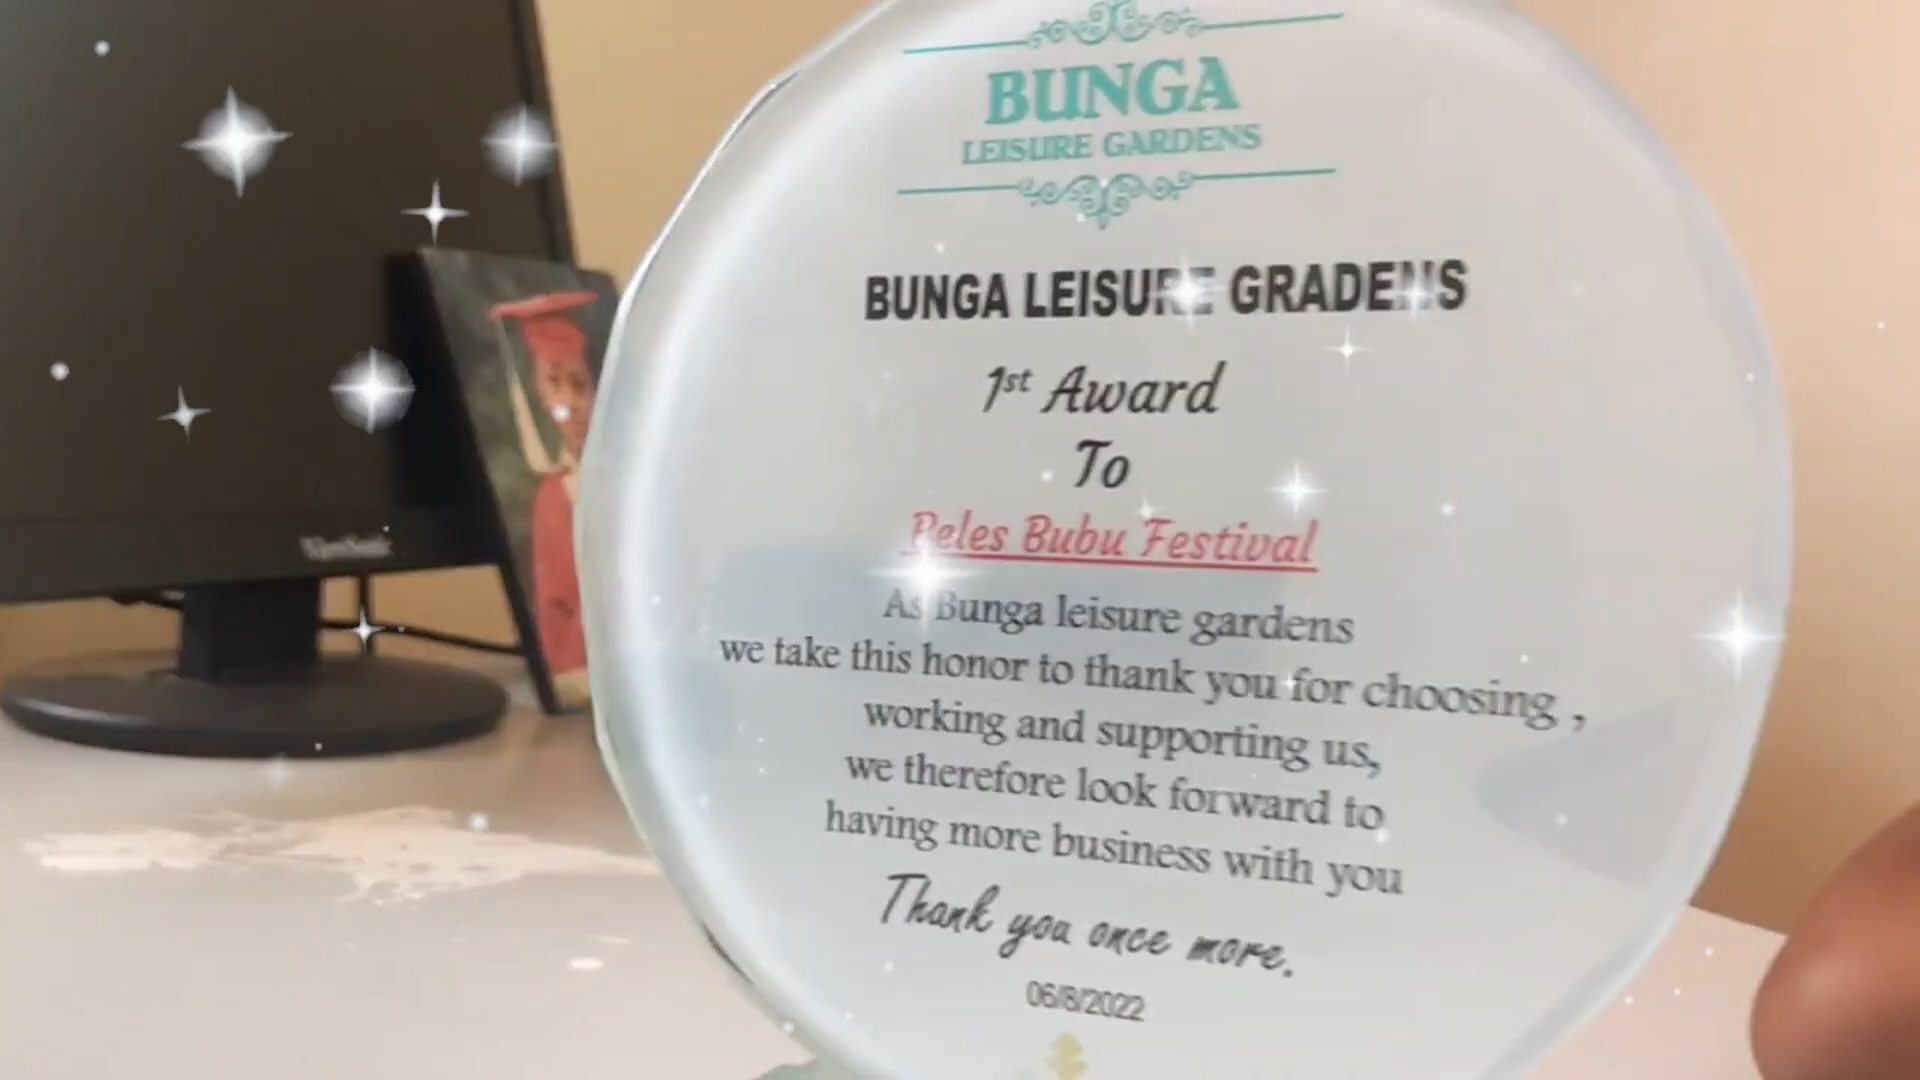 BUNGA
LEISURE GARDENS
BUNGA LEISURE GRADENS
1st Award
To
Peles Bubu Festival
As Bunga leisure gardens
we take this honor to thank you for choosing ,
working and supporting us,
we therefore look forward to
having more business with you
Thank you once more.
06/8/2022
ViewSonic